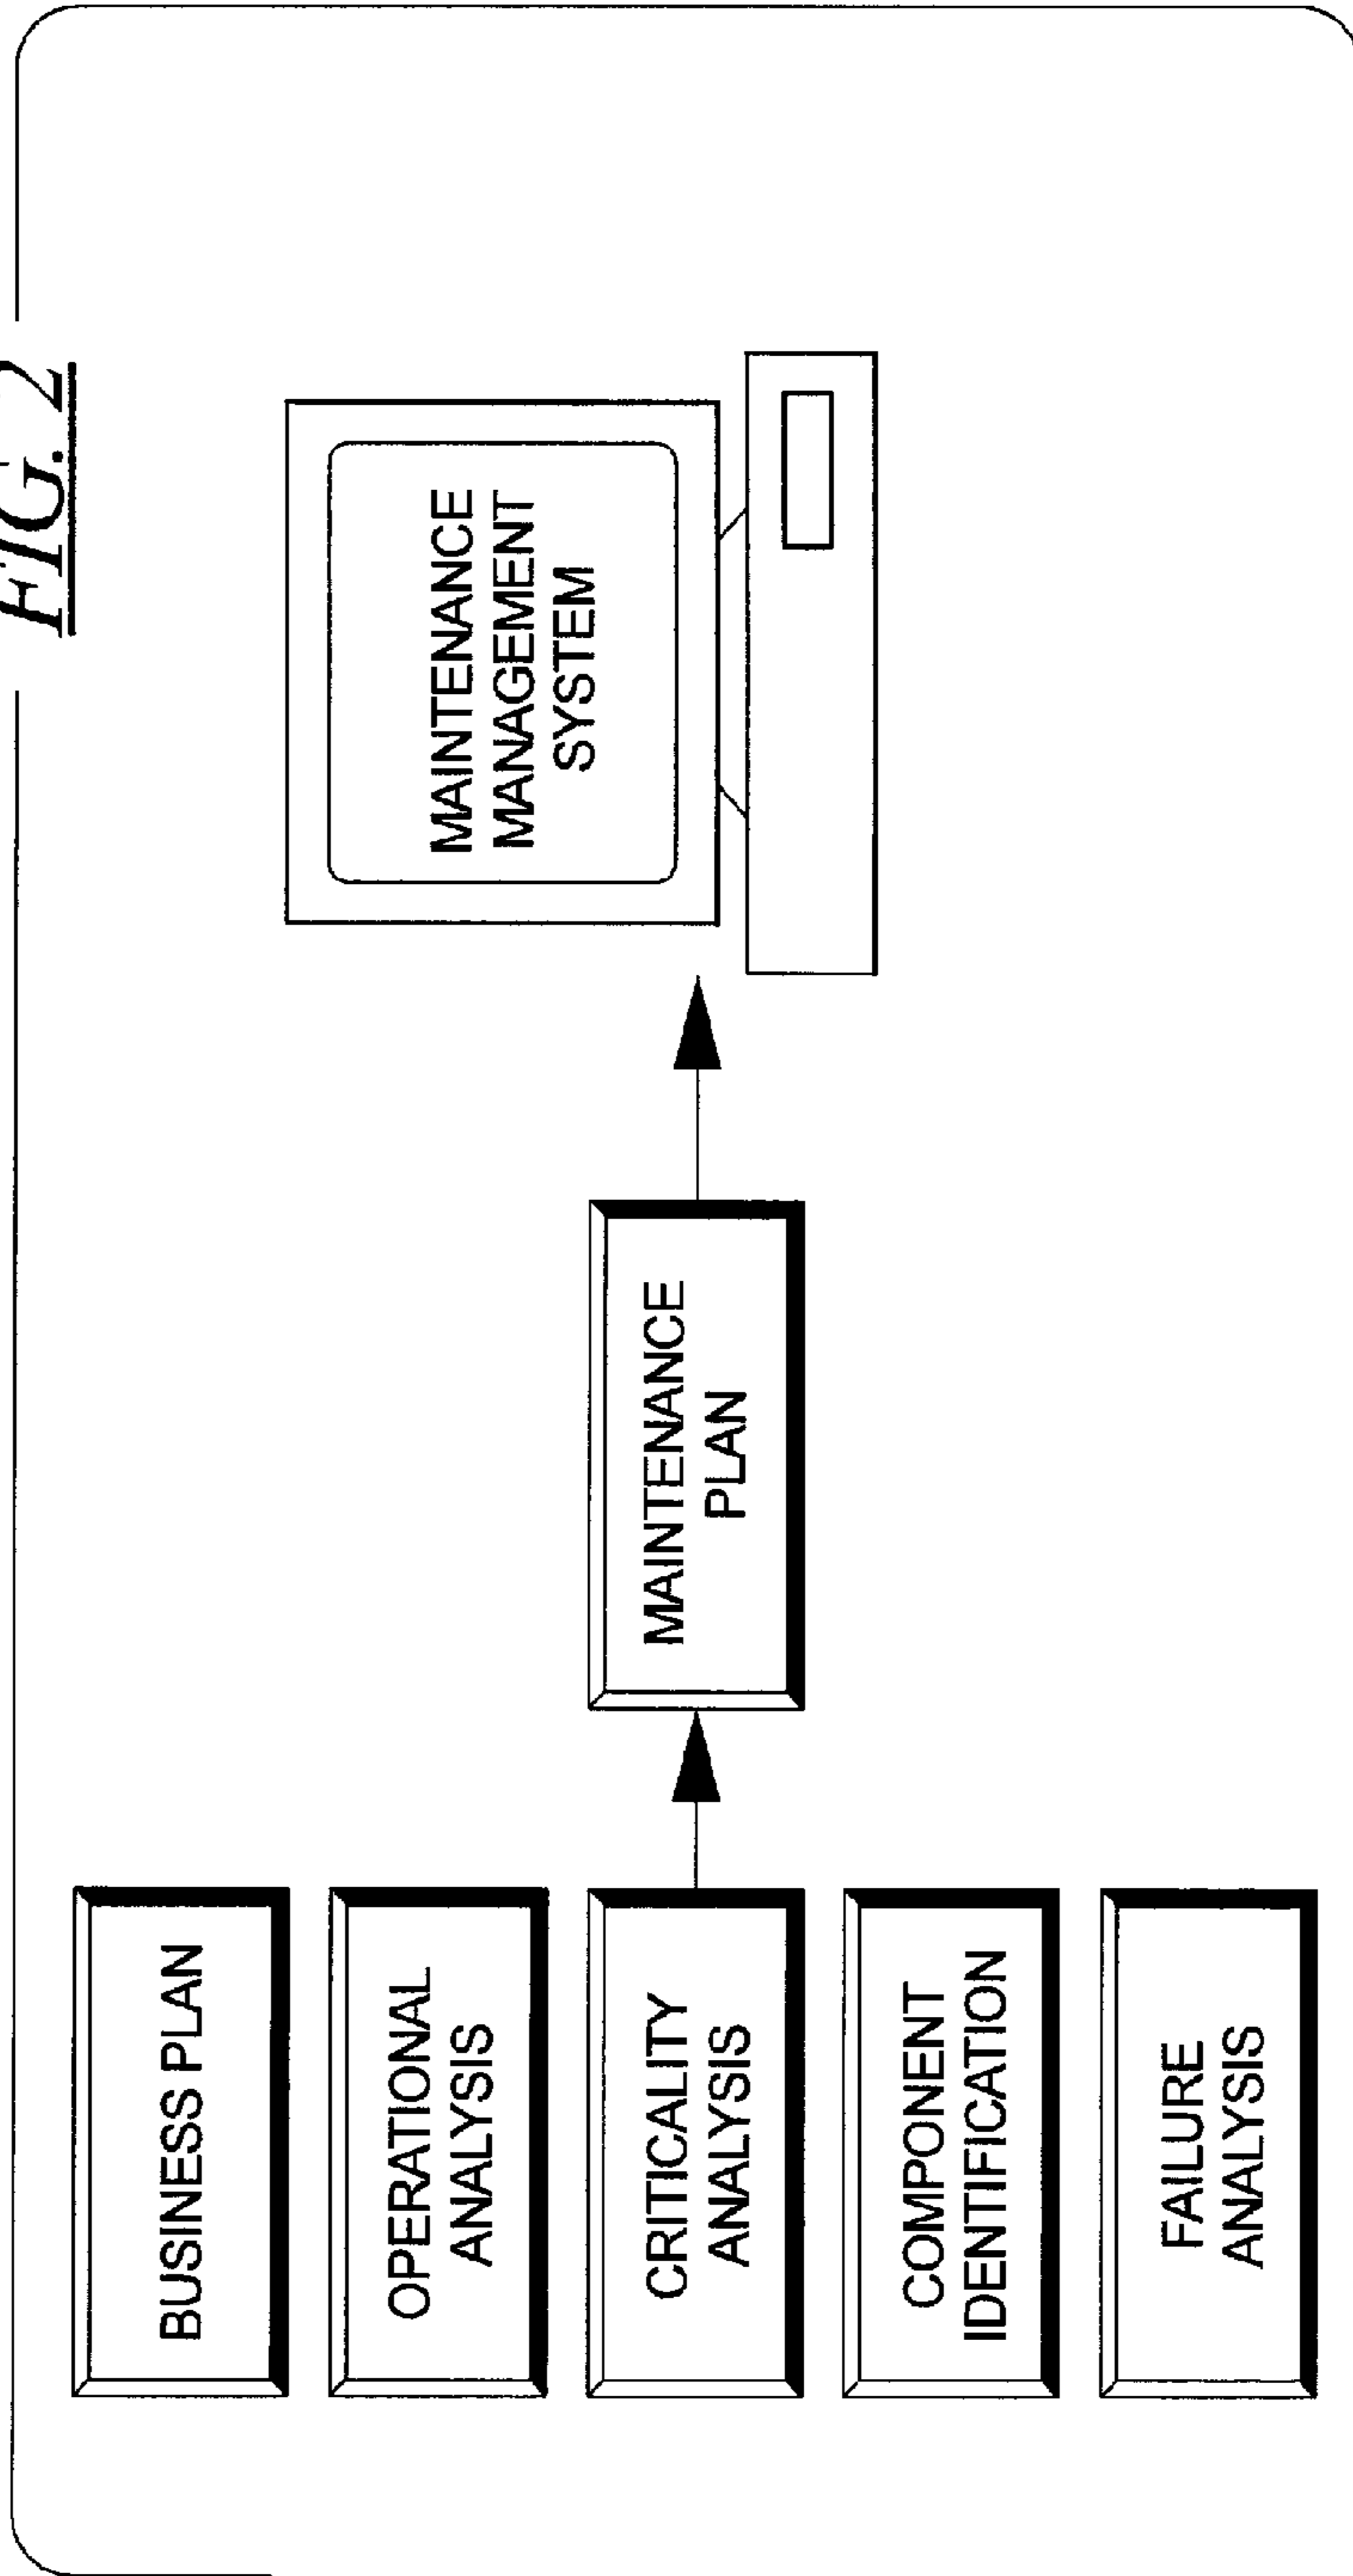 FIG. 2
BUSINESS PLAN
OPERATIONAL
ANALYSIS
CRITICALITY
ANALYSIS
COMPONENT
IDENTIFICATION
FAILURE
ANALYSIS
MAINTENANCE
PLAN
MAINTENANCE
MANAGEMENT
SYSTEM